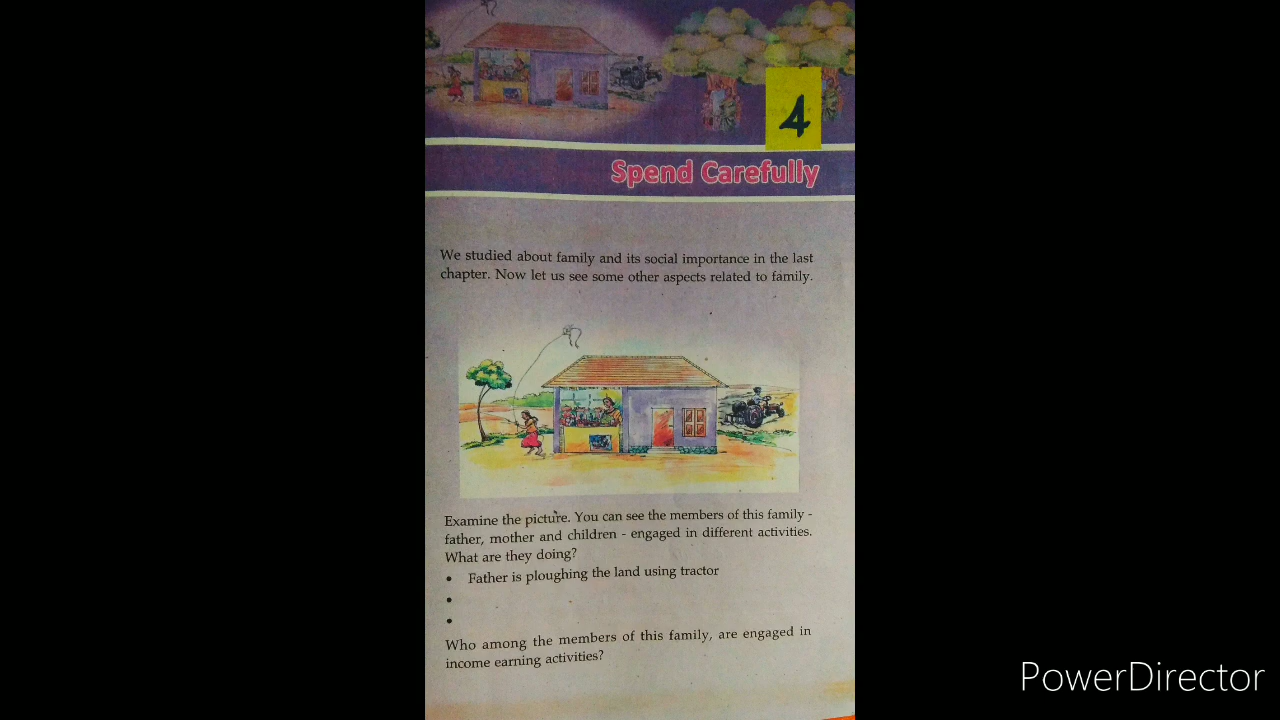 4
Spend Carefully
We studied about family and its social importance in the last
chapter. Now let us see some other aspects related to family.
Examine the picture. You can see the members of this family -
father, mother and children - engaged in different activities.
What are they doing?
• Father is ploughing the land using tractor
•
•
Who among the members of this family, are engaged in
income earning activities?
PowerDirector